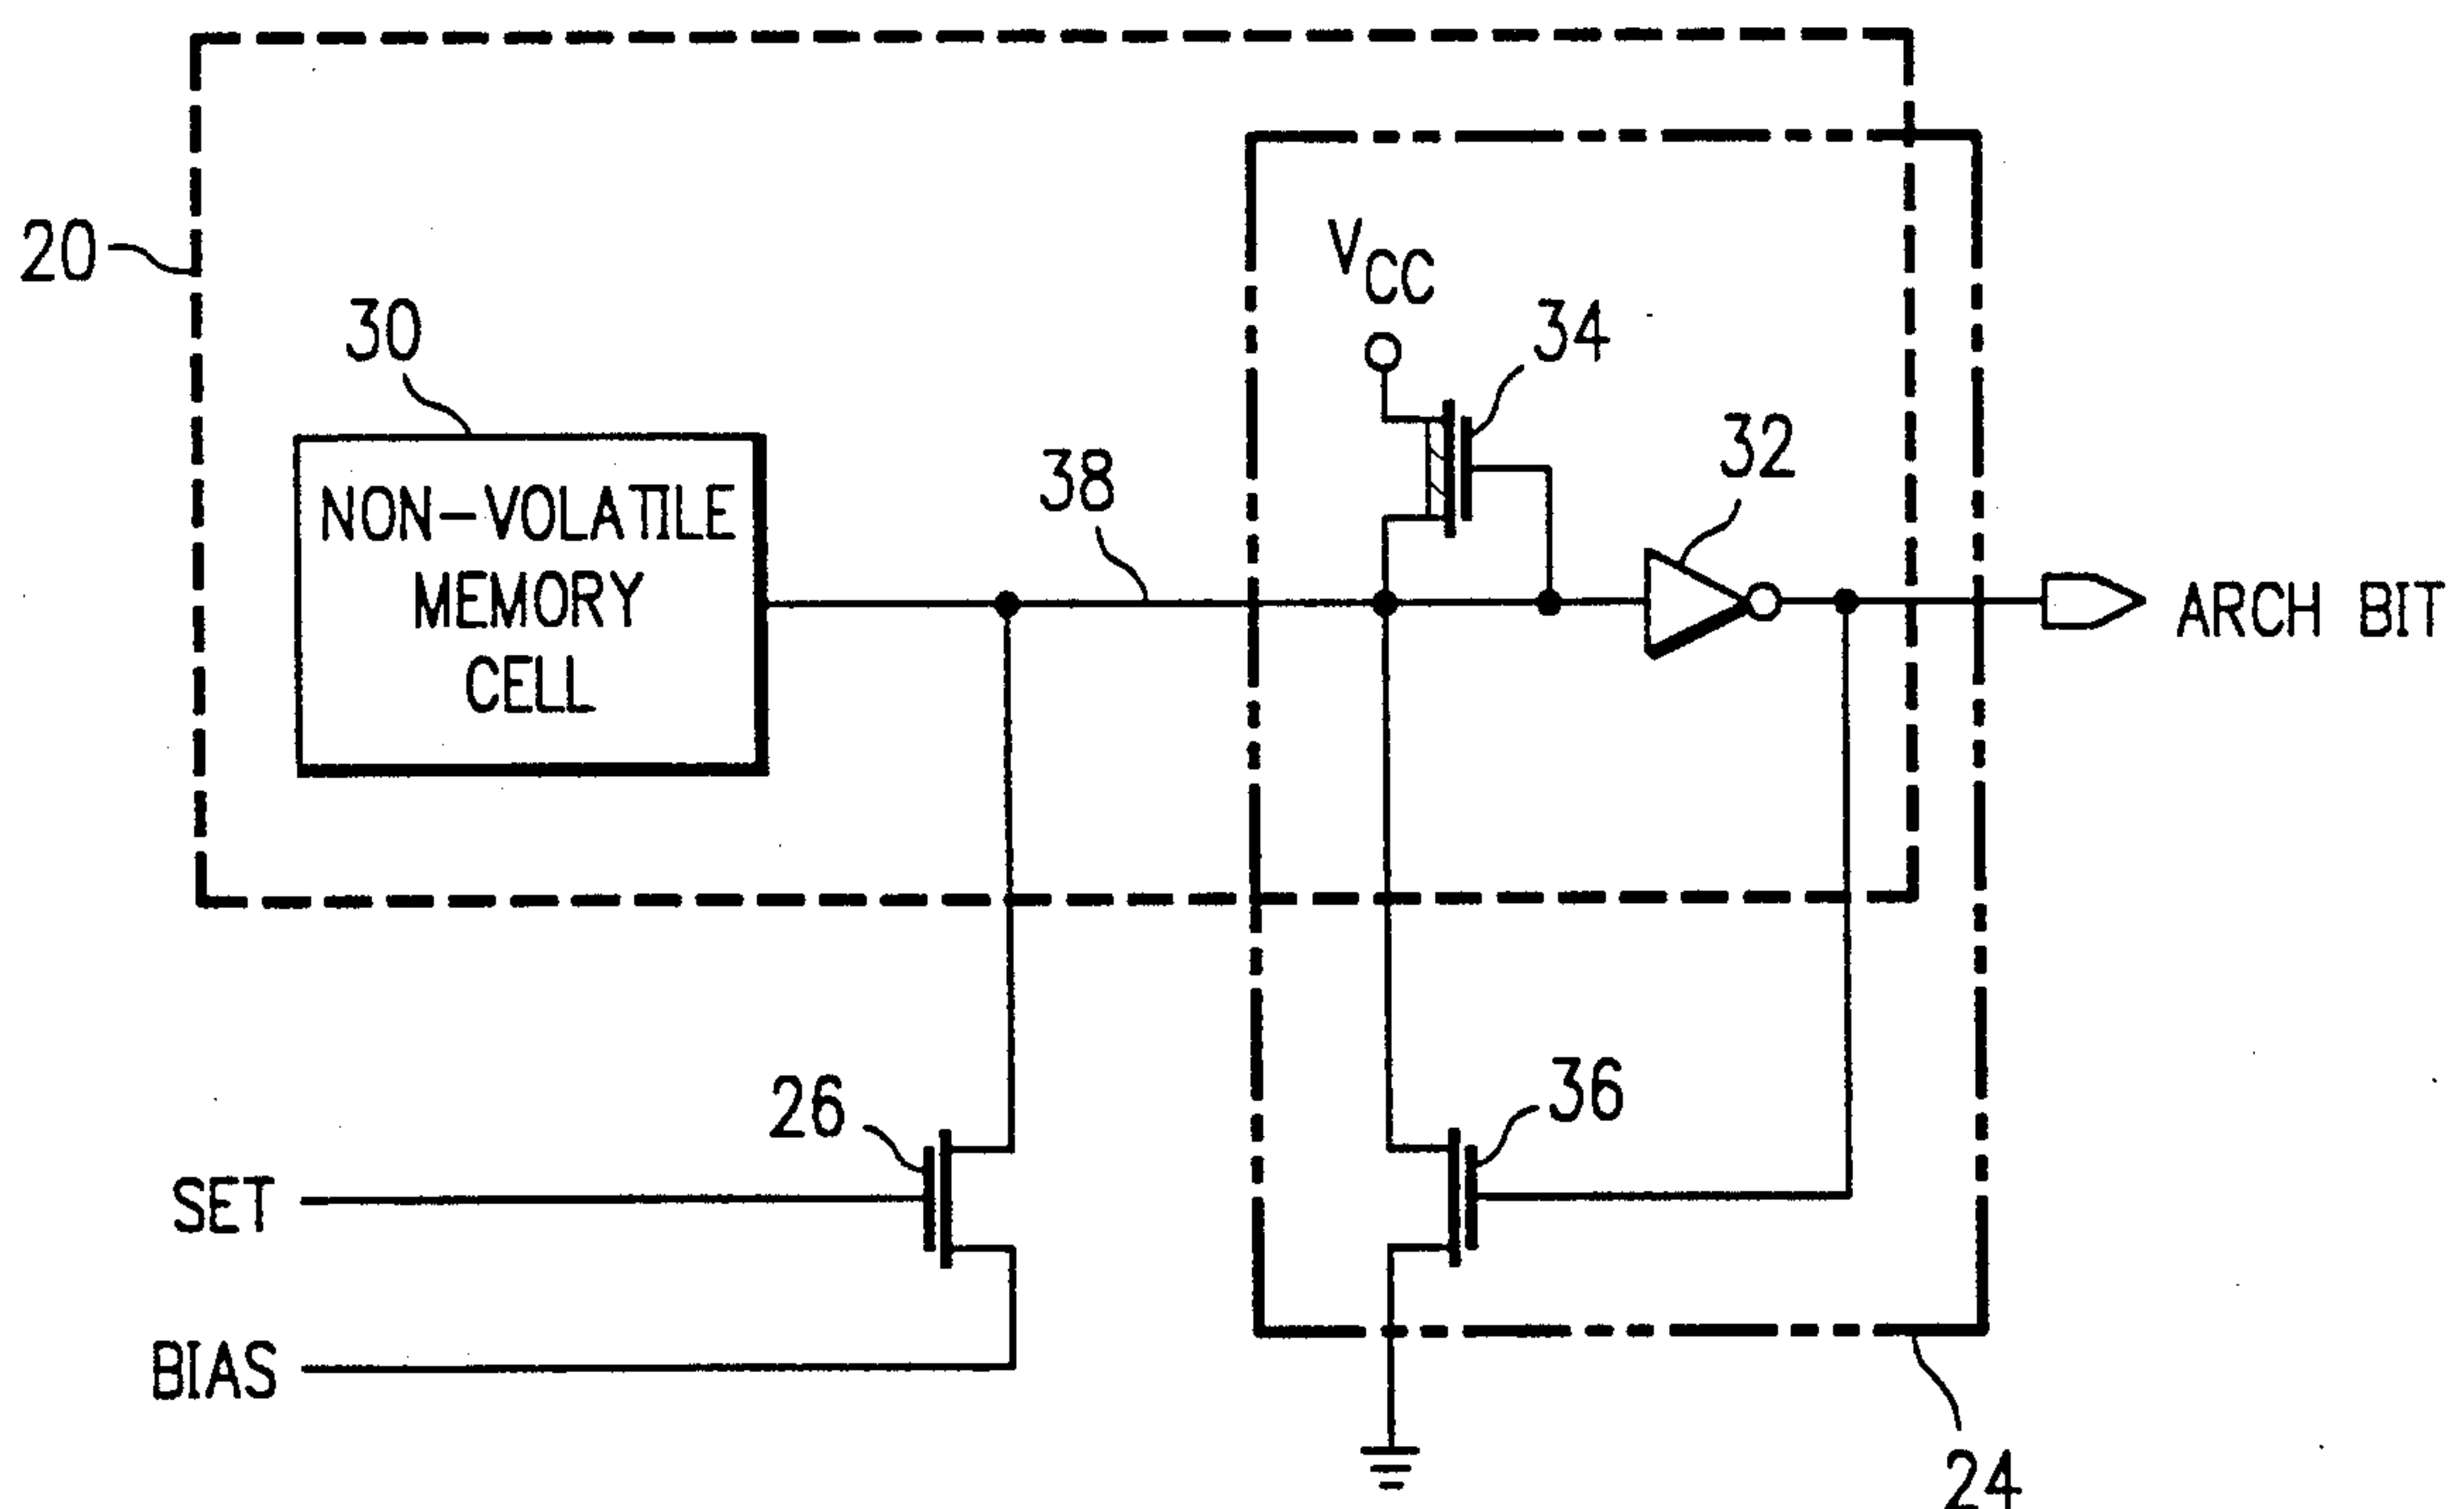 20
30
NON-VOLATILE
MEMORY
CELL
38
VCC
34
32
ARCH BIT
26
36
SET
BIAS
24